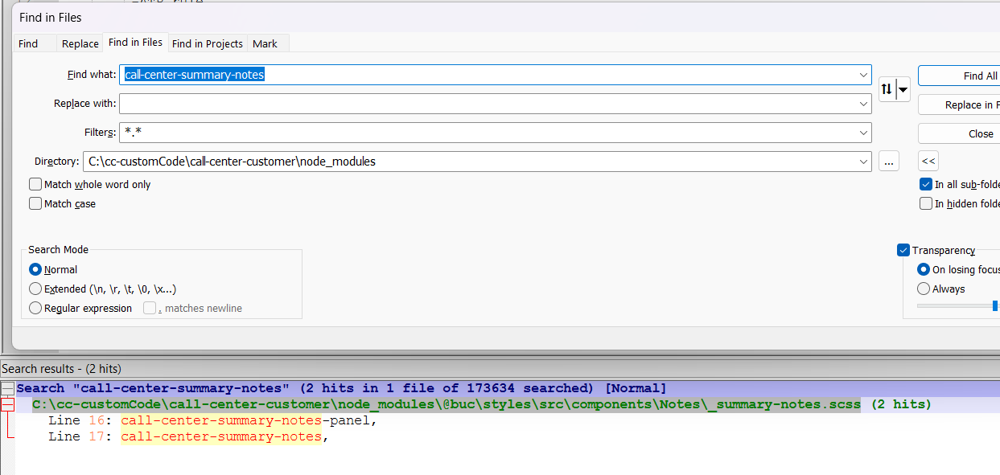 Find in Files
Find Replace Find in Files Find in Projects Mark
Find what: call-center-summary-notes Find All
Replace with: Replace in F
Filters: *.* Close
Directory: C:\cc-customCode\call-center-customer\node_modules ... <<
Match whole word only In all sub-folde
Match case In hidden folde
Search Mode Transparency
Normal On losing focus
Extended (\n, \r, \t, \0, \x...) Always
Regular expression . matches newline
Search results - (2 hits)
Search "call-center-summary-notes" (2 hits in 1 file of 173634 searched) [Normal]
C:\cc-customCode\call-center-customer\node_modules\@buc\styles\src\components\Notes\_summary-notes.scss (2 hits)
Line 16: call-center-summary-notes-panel,
Line 17: call-center-summary-notes,